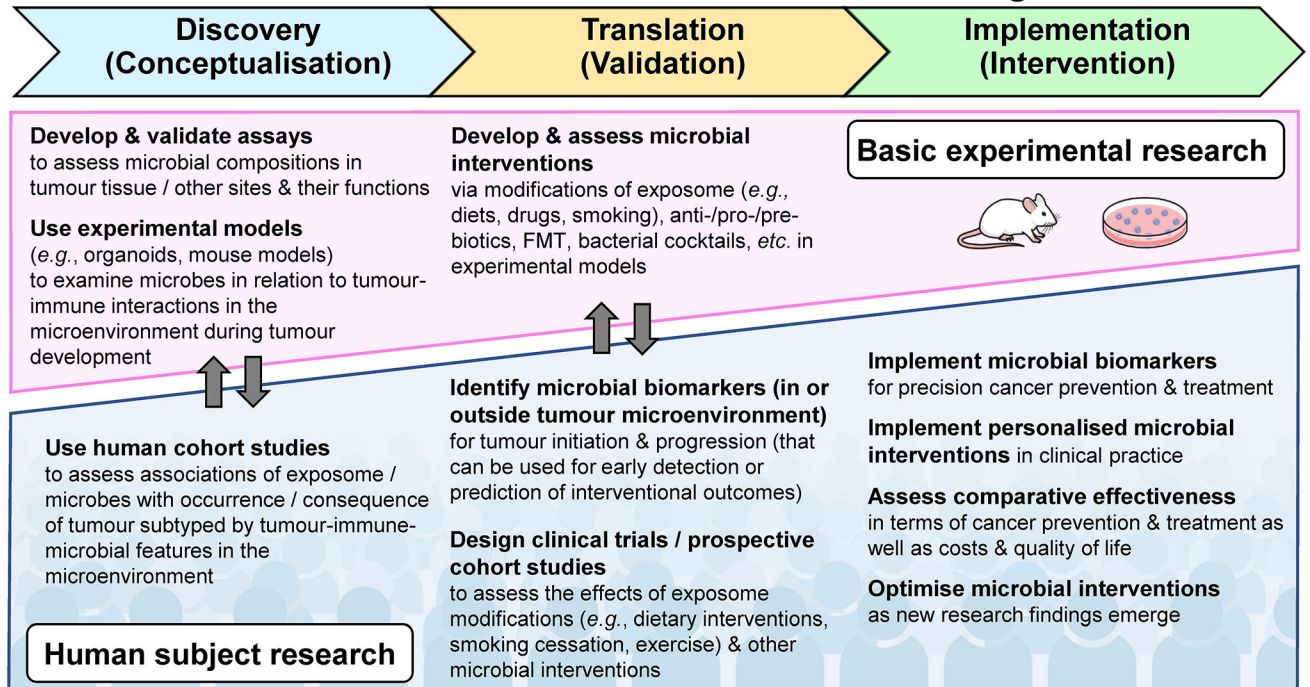 Discovery
(Conceptualisation)
Translation
(Validation)
Implementation
(Intervention)
Develop & validate assays
to assess microbial compositions in
tumour tissue / other sites & their functions
Use experimental models
(e.g., organoids, mouse models)
to examine microbes in relation to tumour-
immune interactions in the
microenvironment during tumour
development
Develop & assess microbial
interventions
via modifications of exposome (e.g.,
diets, drugs, smoking), anti-/pro-/pre-
biotics, FMT, bacterial cocktails, etc. in
experimental models
Basic experimental research
Use human cohort studies
to assess associations of exposome /
microbes with occurrence / consequence
of tumour subtyped by tumour-immune-
microbial features in the
microenvironment
Human subject research
Identify microbial biomarkers (in or
outside tumour microenvironment)
for tumour initiation & progression (that
can be used for early detection or
prediction of interventional outcomes)
Design clinical trials / prospective
cohort studies
to assess the effects of exposome
modifications (e.g., dietary interventions,
smoking cessation, exercise) & other
microbial interventions
Implement microbial biomarkers
for precision cancer prevention & treatment
Implement personalised microbial
interventions in clinical practice
Assess comparative effectiveness
in terms of cancer prevention & treatment as
well as costs & quality of life
Optimise microbial interventions
as new research findings emerge